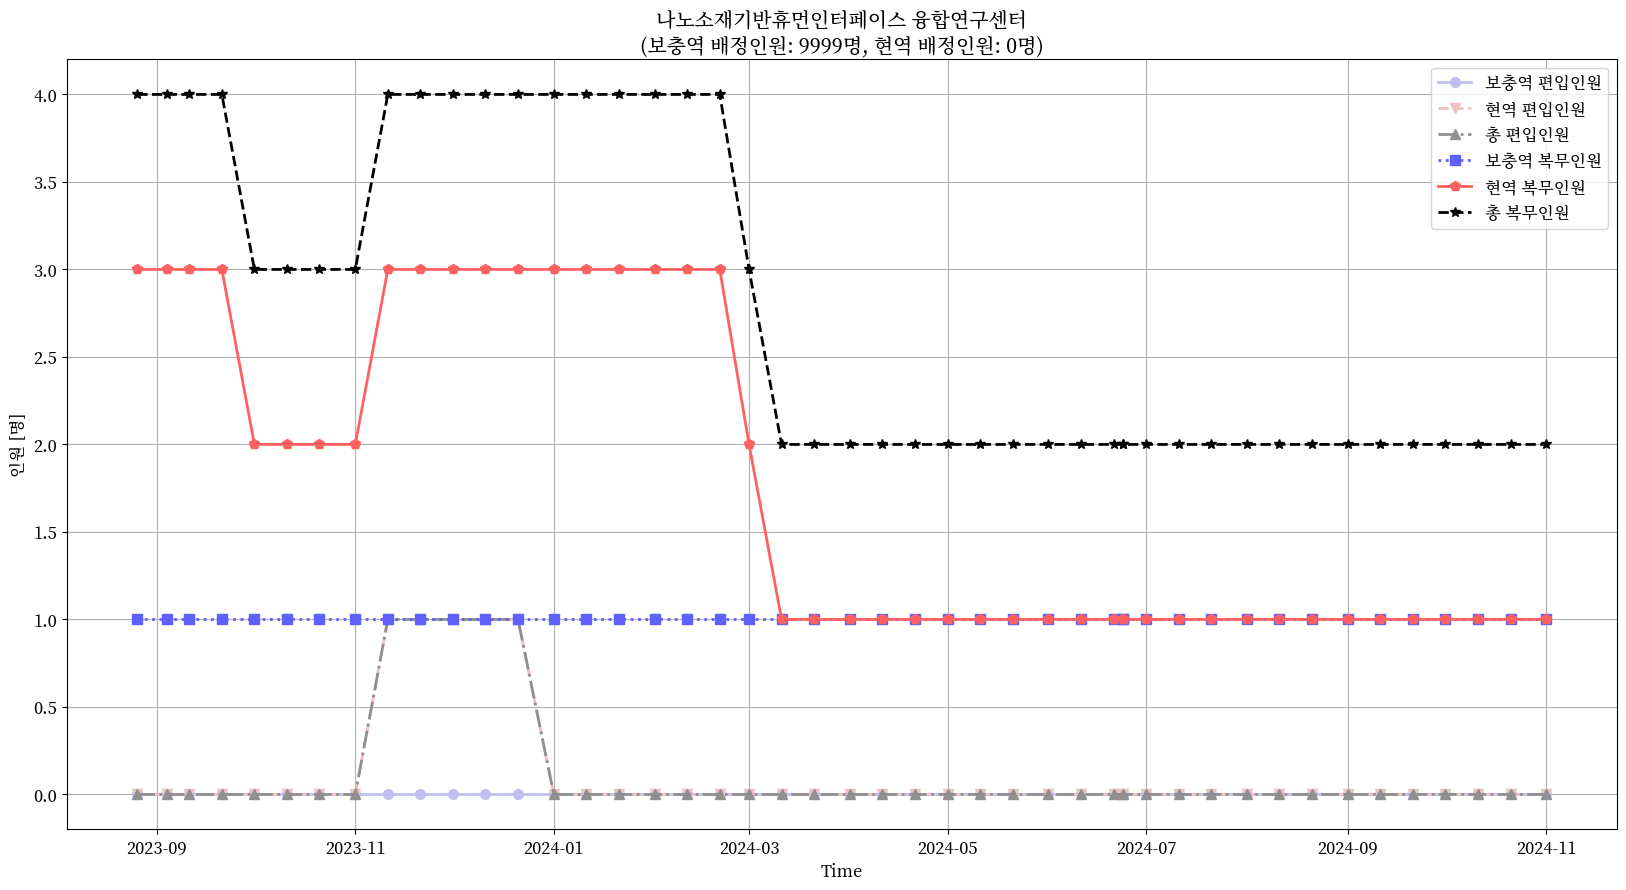 나노소재기반휴먼인터페이스 융합연구센터
(보충역 배정인원: 9999명, 현역 배정인원: 0명)
보충역 편입인원
현역 편입인원
총 편입인원
보충역 복무인원
현역 복무인원
총 복무인원
인원 [명]
4.0
3.5
3.0
2.5
2.0
1.5
1.0
0.5
0.0
2023-09
2023-11
2024-01
2024-03
2024-05
2024-07
2024-09
2024-11
Time